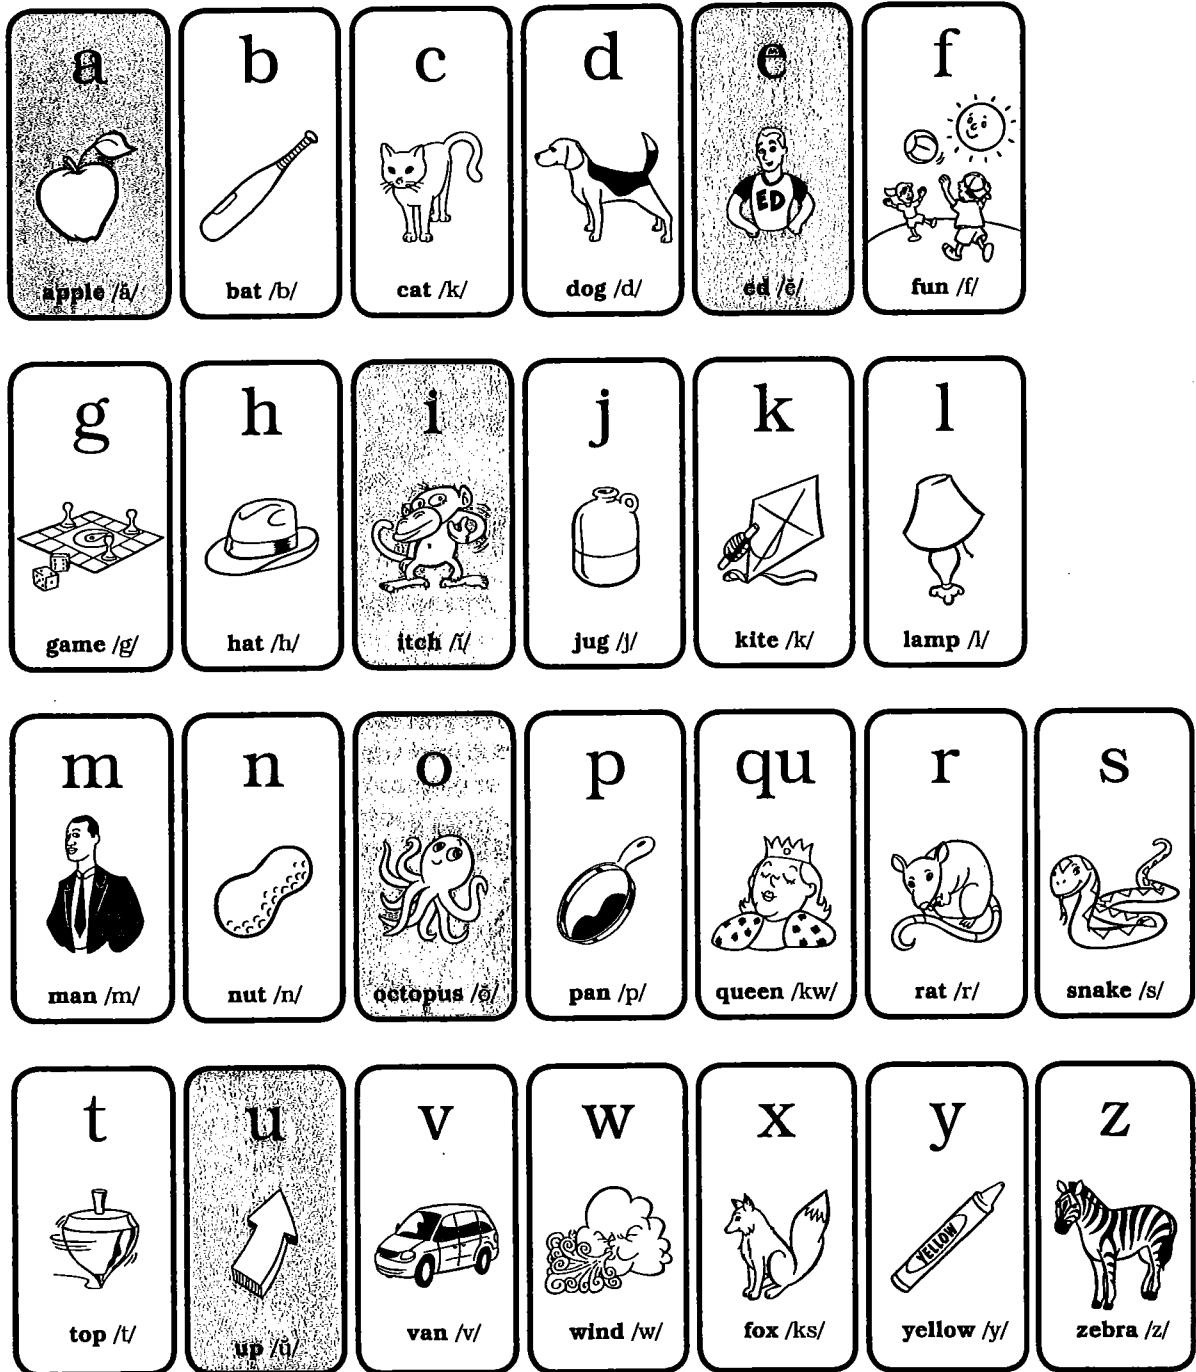 a b c d e f
ED
apple /ă/ bat /b/ cat /k/ dog /d/ ed /ĕ/ fun /f/
g h i j k l
game /g/ hat /h/ itch /ĭ/ jug /j/ kite /k/ lamp /l/
m n o p qu r s
man /m/ nut /n/ octopus /ŏ/ pan /p/ queen /kw/ rat /r/ snake /s/
t u v w x y z
YELLOW
top /t/ up /ŭ/ van /v/ wind /w/ fox /ks/ yellow /y/ zebra /z/